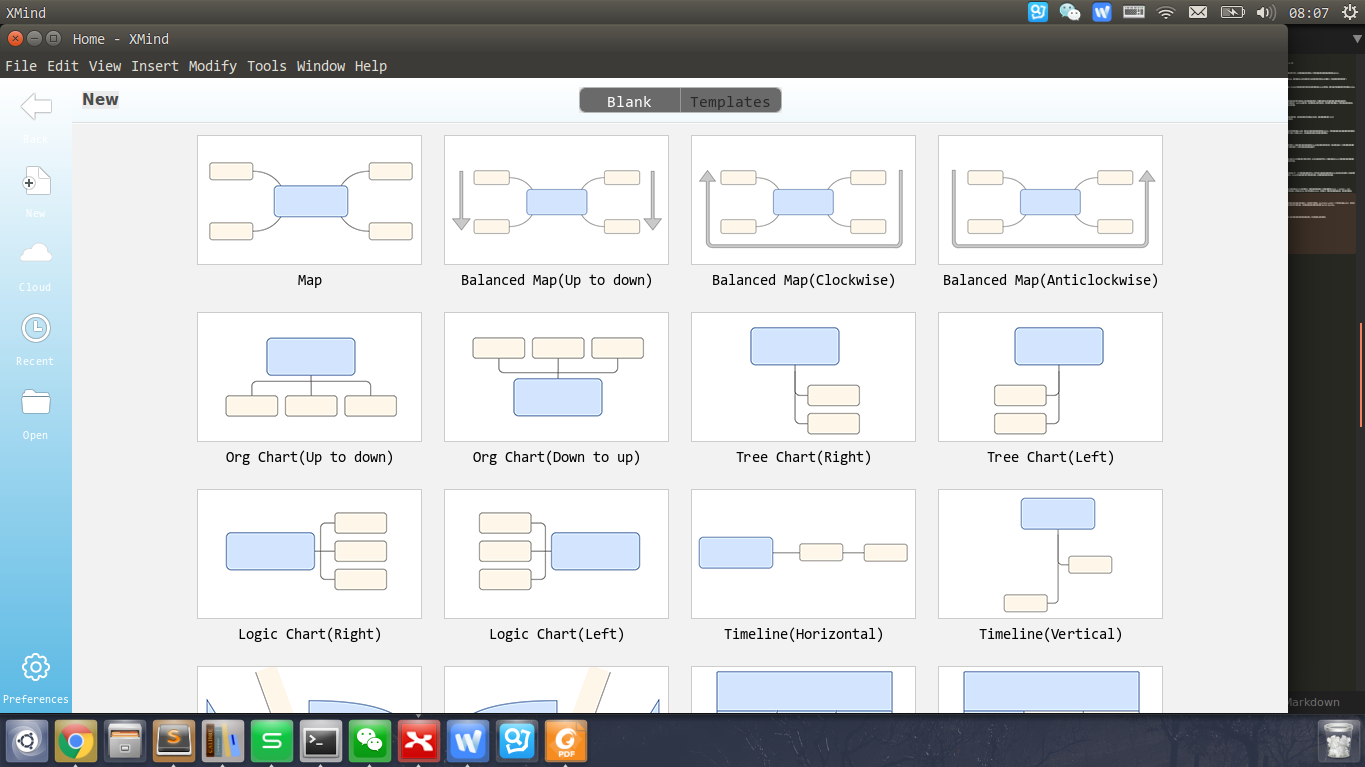 XMind
08:07
Home - XMind
File Edit View Insert Modify Tools Window Help
New
Blank
Templates
Back
New
Cloud
Recent
Open
Preferences
Map
Balanced Map(Up to down)
Balanced Map(Clockwise)
Balanced Map(Anticlockwise)
Org Chart(Up to down)
Org Chart(Down to up)
Tree Chart(Right)
Tree Chart(Left)
Logic Chart(Right)
Logic Chart(Left)
Timeline(Horizontal)
Timeline(Vertical)
Markdown
PDF